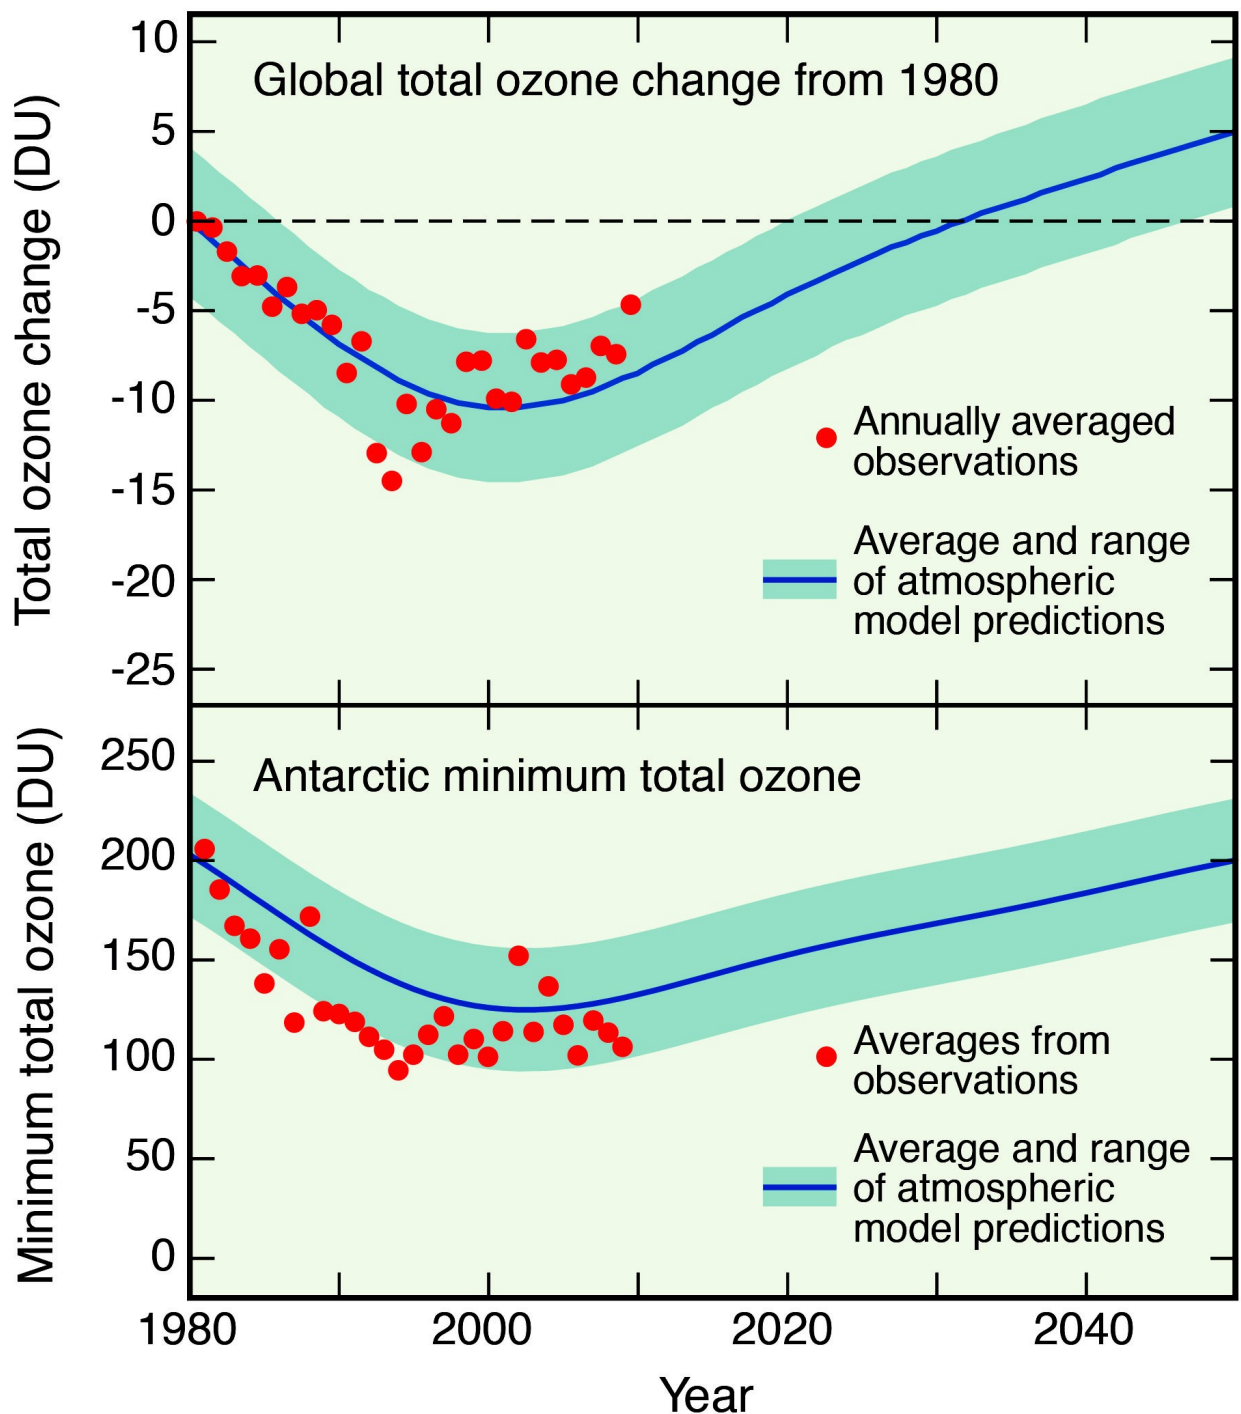 Global total ozone change from 1980
Total ozone change (DU)
10
5
0
-5
-10
-15
-20
-25
Annually averaged
observations
Average and range
of atmospheric
model predictions
Antarctic minimum total ozone
Minimum total ozone (DU)
250
200
150
100
50
0
Averages from
observations
Average and range
of atmospheric
model predictions
1980 2000 2020 2040
Year